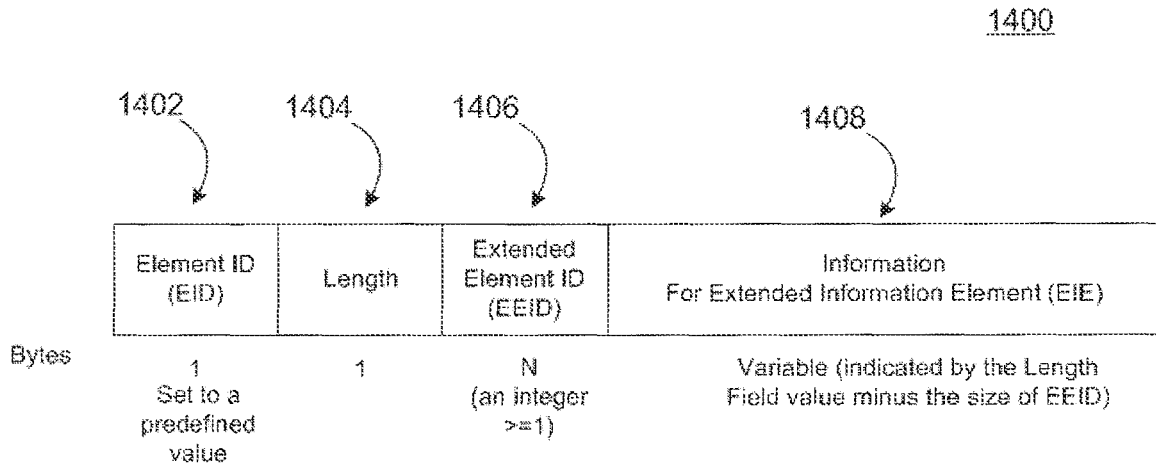 1400
1402
1404
1406
1408
Element ID
(EID)
Length
Extended
Element ID
(EEID)
Information
For Extended Information Element (EIE)
Bytes
1
Set to a
predefined
value
1
N
(an integer
>=1)
Variable (indicated by the Length
Field value minus the size of EEID)